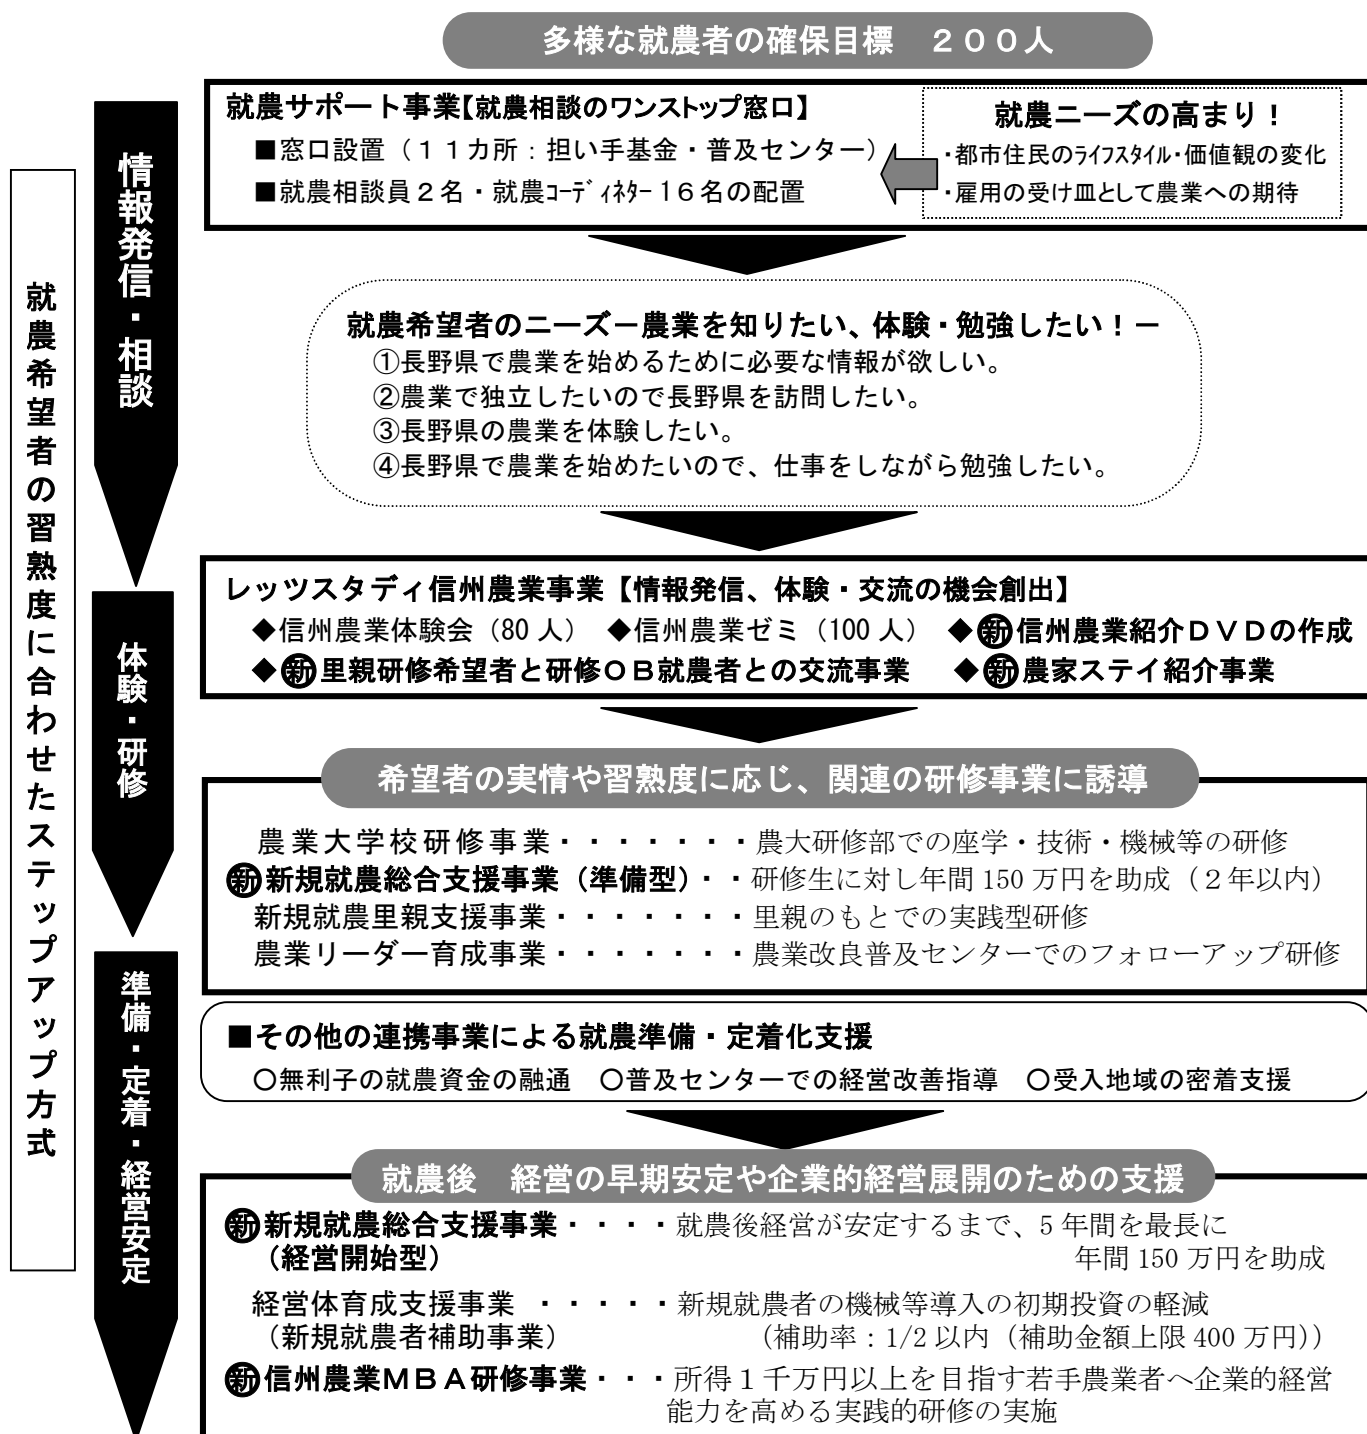 多様な就農者の確保目標　２００人
就農希望者の習熟度に合わせたステップアップ方式
情報発信・相談
就農サポート事業【就農相談のワンストップ窓口】
■窓口設置（１１カ所：担い手基金・普及センター）
■就農相談員２名・就農ｺｰﾃﾞｨﾈﾀｰ16名の配置
就農ニーズの高まり！
・都市住民のﾗｲﾌｽﾀｲﾙ・価値観の変化
・雇用の受け皿として農業への期待
就農希望者のニーズ－農業を知りたい、体験・勉強したい！－
①長野県で農業を始めるために必要な情報が欲しい。
②農業で独立したいので長野県を訪問したい。
③長野県の農業を体験したい。
④長野県で農業を始めたいので、仕事をしながら勉強したい。
体験・研修
レッツスタディ信州農業事業【情報発信、体験・交流の機会創出】
◆信州農業体験会（80人）　◆信州農業ゼミ（100人）　◆新信州農業紹介ＤＶＤの作成
◆新里親研修希望者と研修ＯＢ就農者との交流事業　◆新農家ステイ紹介事業
希望者の実情や習熟度に応じ、関連の研修事業に誘導
農業大学校研修事業・・・・・・・農大研修部での座学・技術・機械等の研修
新新規就農総合支援事業（準備型）・・研修生に対し年間150万円を助成（２年以内）
新規就農里親支援事業・・・・・・・里親のもとでの実践型研修
農業リーダー育成事業・・・・・・・農業改良普及センターでのフォローアップ研修
準備・定着・経営安定
■その他の連携事業による就農準備・定着化支援
○無利子の就農資金の融通　○普及センターでの経営改善指導　○受入地域の密着支援
就農後　経営の早期安定や企業的経営展開のための支援
新新規就農総合支援事業・・・・就農後経営が安定するまで、5年間を最長に
（経営開始型）　年間150万円を助成
経営体育成支援事業　・・・・・新規就農者の機械等導入の初期投資の軽減
（新規就農者補助事業）　（補助率：1/2以内（補助金額上限400万円））
新信州農業ＭＢＡ研修事業・・・所得１千万円以上を目指す若手農業者へ企業的経営
能力を高める実践的研修の実施